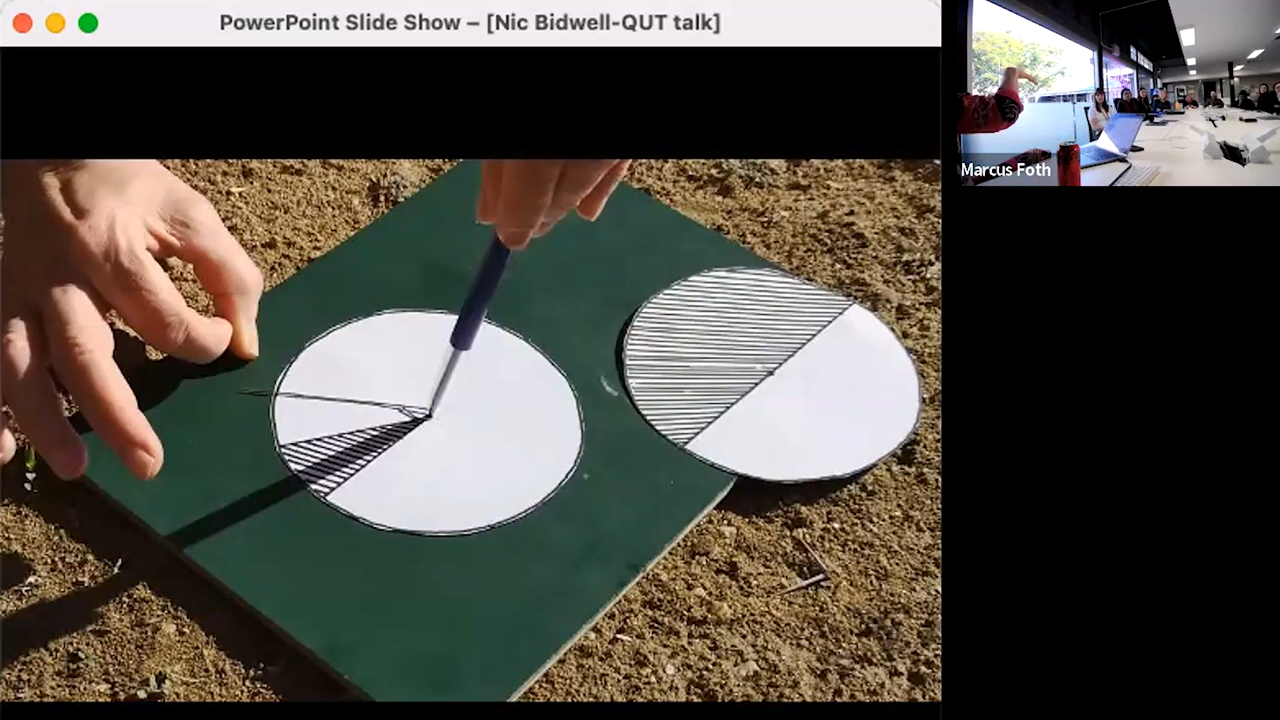 PowerPoint Slide Show – [Nic Bidwell-QUT talk]
Marcus Foth